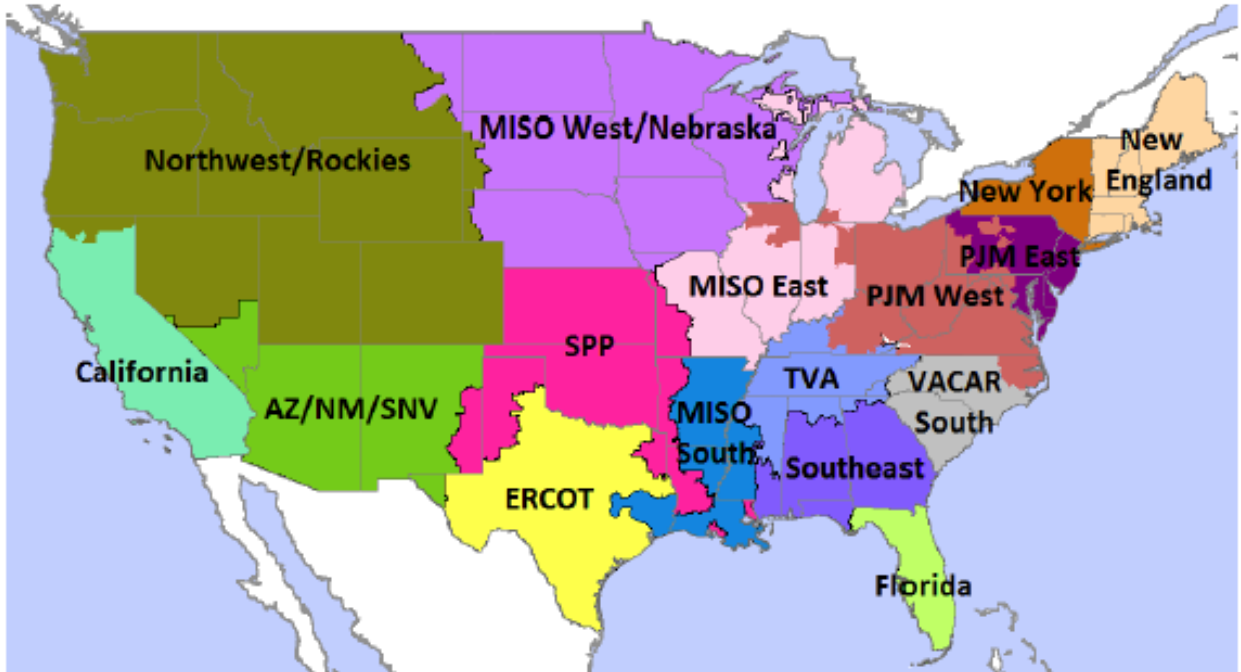 MISO West/Nebraska
New
England
Northwest/Rockies
New York
PJM East
MISO East
PJM West
SPP
California
TVA
VACAR
South
AZ/NM/SNV
MISO
South
Southeast
ERCOT
Florida